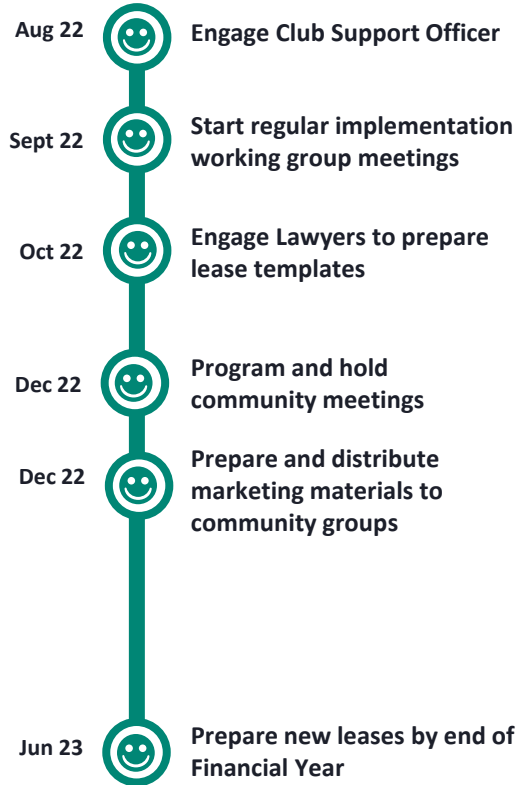 Aug 22
Engage Club Support Officer
Sept 22
Start regular implementation
working group meetings
Oct 22
Engage Lawyers to prepare
lease templates
Dec 22
Program and hold
community meetings
Dec 22
Prepare and distribute
marketing materials to
community groups
Jun 23
Prepare new leases by end of
Financial Year